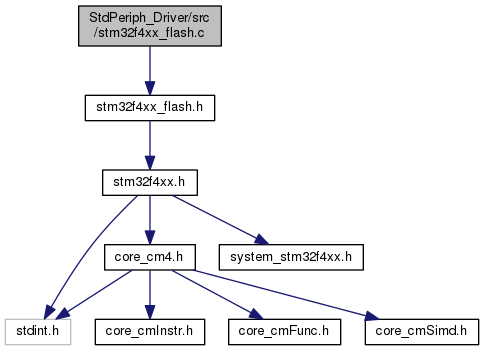 StdPeriph_Driver/src
/stm32f4xx_flash.c
stm32f4xx_flash.h
stm32f4xx.h
core_cm4.h
system_stm32f4xx.h
stdint.h
core_cmInstr.h
core_cmFunc.h
core_cmSimd.h